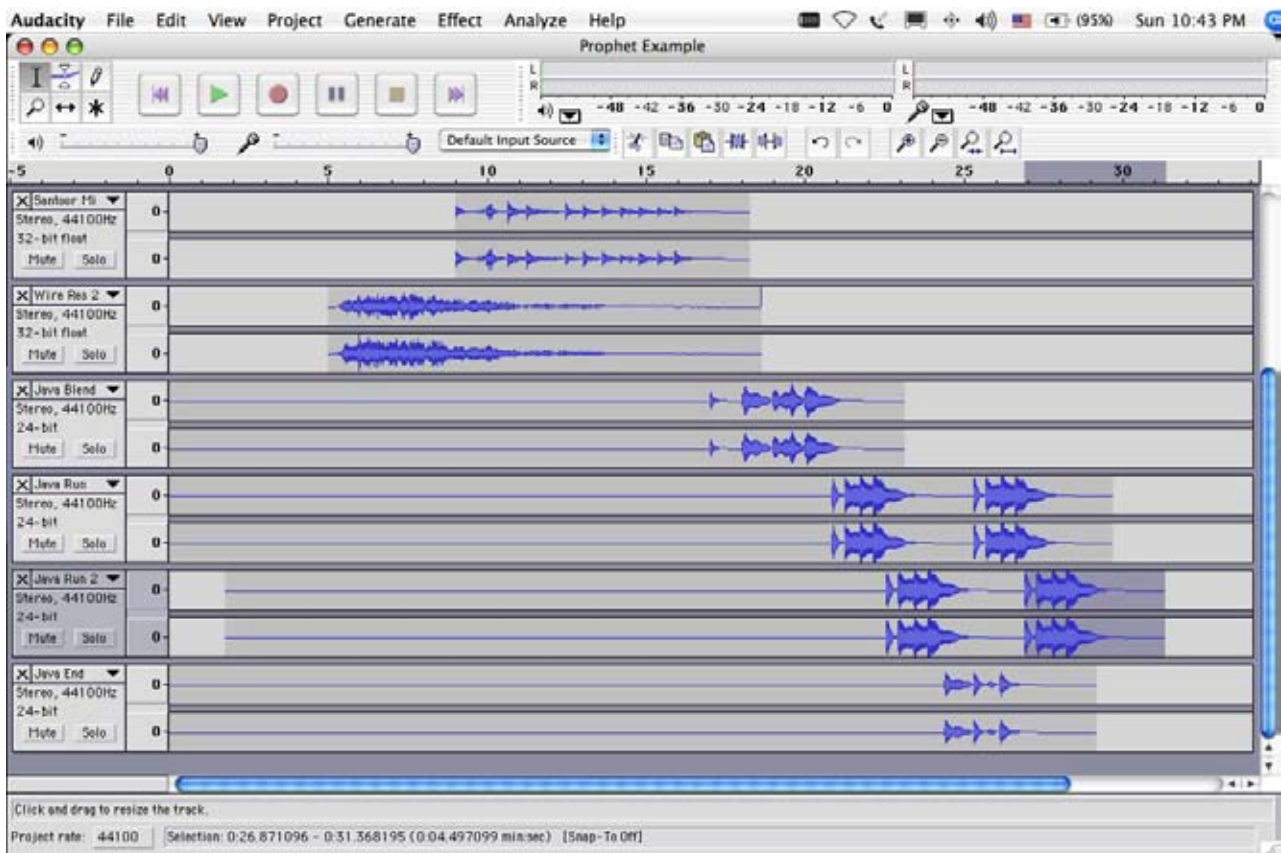 Audacity File Edit View Project Generate Effect Analyze Help (95%) Sun 10:43 PM
Prophet Example
L
R
-48 -42 -36 -30 -24 -18 -12 -6 0
L
R
-48 -42 -36 -30 -24 -18 -12 -6 0
Default Input Source
-5 0 5 10 15 20 25 30
X Santoor Mi
Stereo, 44100Hz
32-bit float
Mute Solo
0
0
X Wire Res 2
Stereo, 44100Hz
32-bit float
Mute Solo
0
0
X Java Blend
Stereo, 44100Hz
24-bit
Mute Solo
0
0
X Java Run
Stereo, 44100Hz
24-bit
Mute Solo
0
0
X Java Run 2
Stereo, 44100Hz
24-bit
Mute Solo
0
0
X Java End
Stereo, 44100Hz
24-bit
Mute Solo
0
0
Click and drag to resize the track.
Project rate: 44100 Selection: 0:26.871096 - 0:31.368195 (0:04.497099 min:sec) [Snap-To Off]